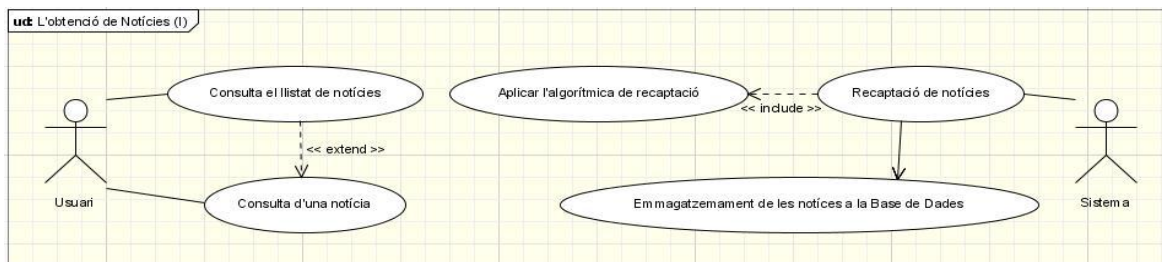 ud: L'obtenció de Notícies (I)
Consulta el llistat de notícies
Aplicar l'algorítmica de recaptació
Recaptació de notícies
<< include >>
<< extend >>
Usuari
Consulta d'una notícia
Emmagatzemament de les notíces a la Base de Dades
Sistema